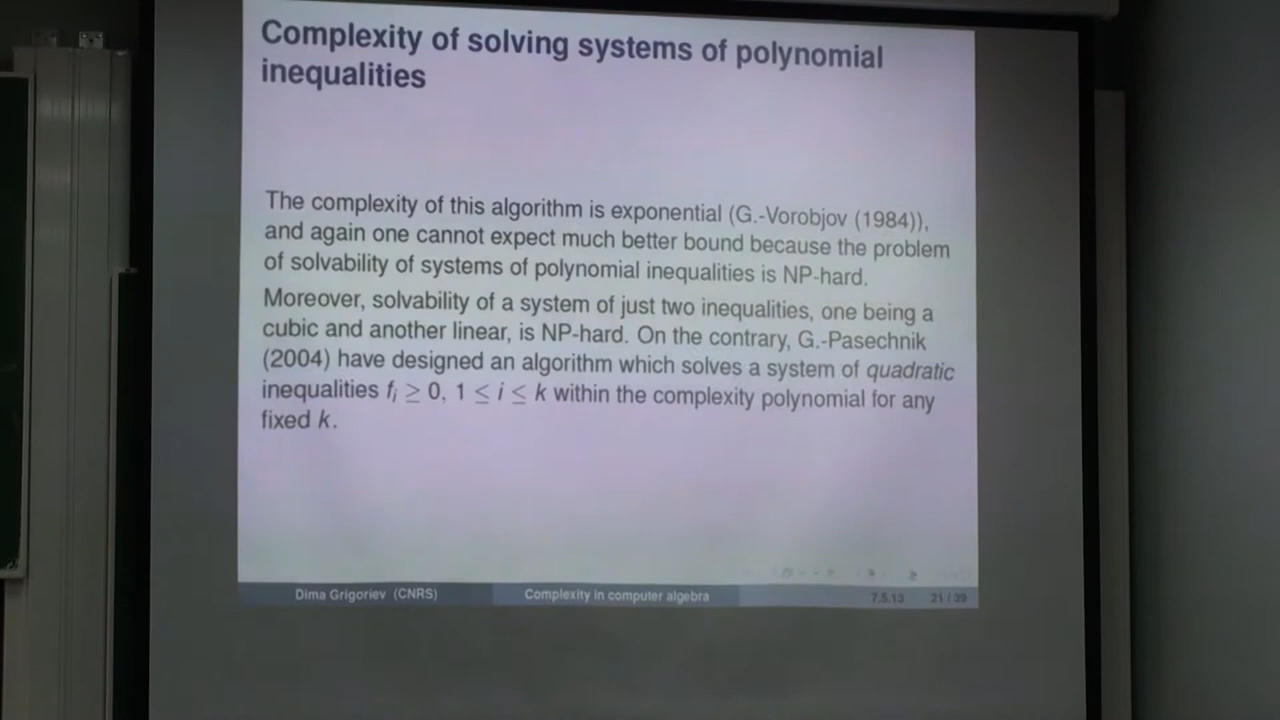 Complexity of solving systems of polynomial
inequalities
The complexity of this algorithm is exponential (G.-Vorobjov (1984)),
and again one cannot expect much better bound because the problem
of solvability of systems of polynomial inequalities is NP-hard.
Moreover, solvability of a system of just two inequalities, one being a
cubic and another linear, is NP-hard. On the contrary, G.-Pasechnik
(2004) have designed an algorithm which solves a system of quadratic
inequalities fᵢ ≥ 0, 1 ≤ i ≤ k within the complexity polynomial for any
fixed k.
Dima Grigoriev (CNRS) Complexity in computer algebra 7.5.13 21 / 39